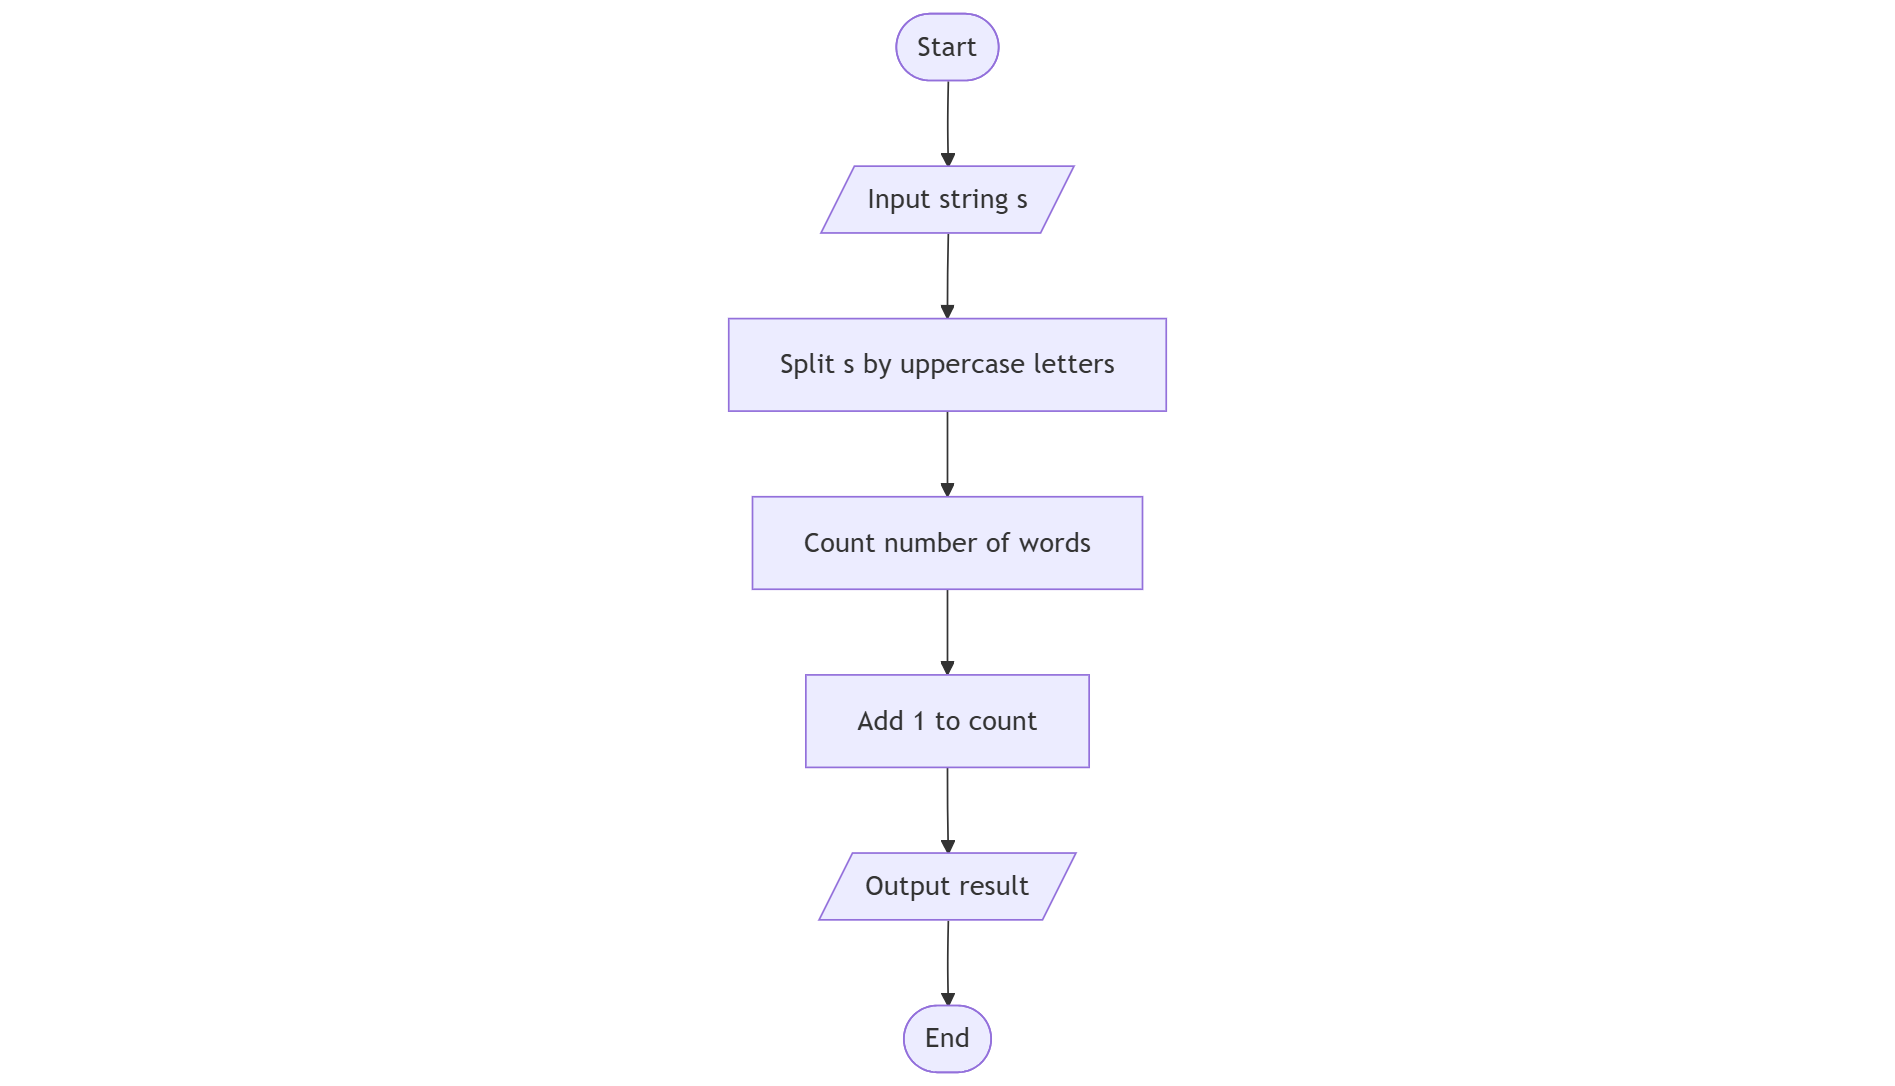 Start
Input string s
Split s by uppercase letters
Count number of words
Add 1 to count
Output result
End